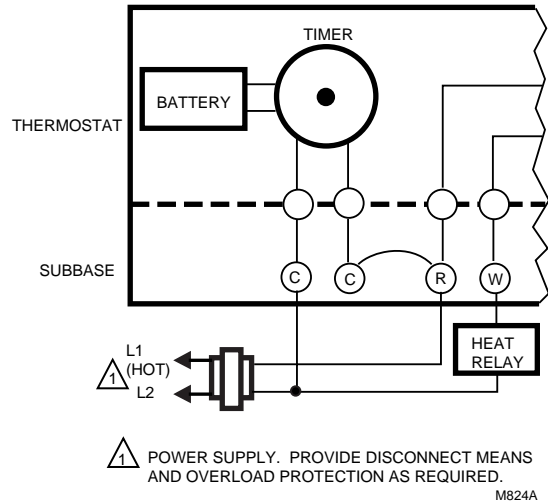 TIMER
BATTERY
THERMOSTAT
SUBBASE
C
C
R
W
L1
(HOT)
1
L2
HEAT
RELAY
1 POWER SUPPLY. PROVIDE DISCONNECT MEANS
AND OVERLOAD PROTECTION AS REQUIRED.
M824A